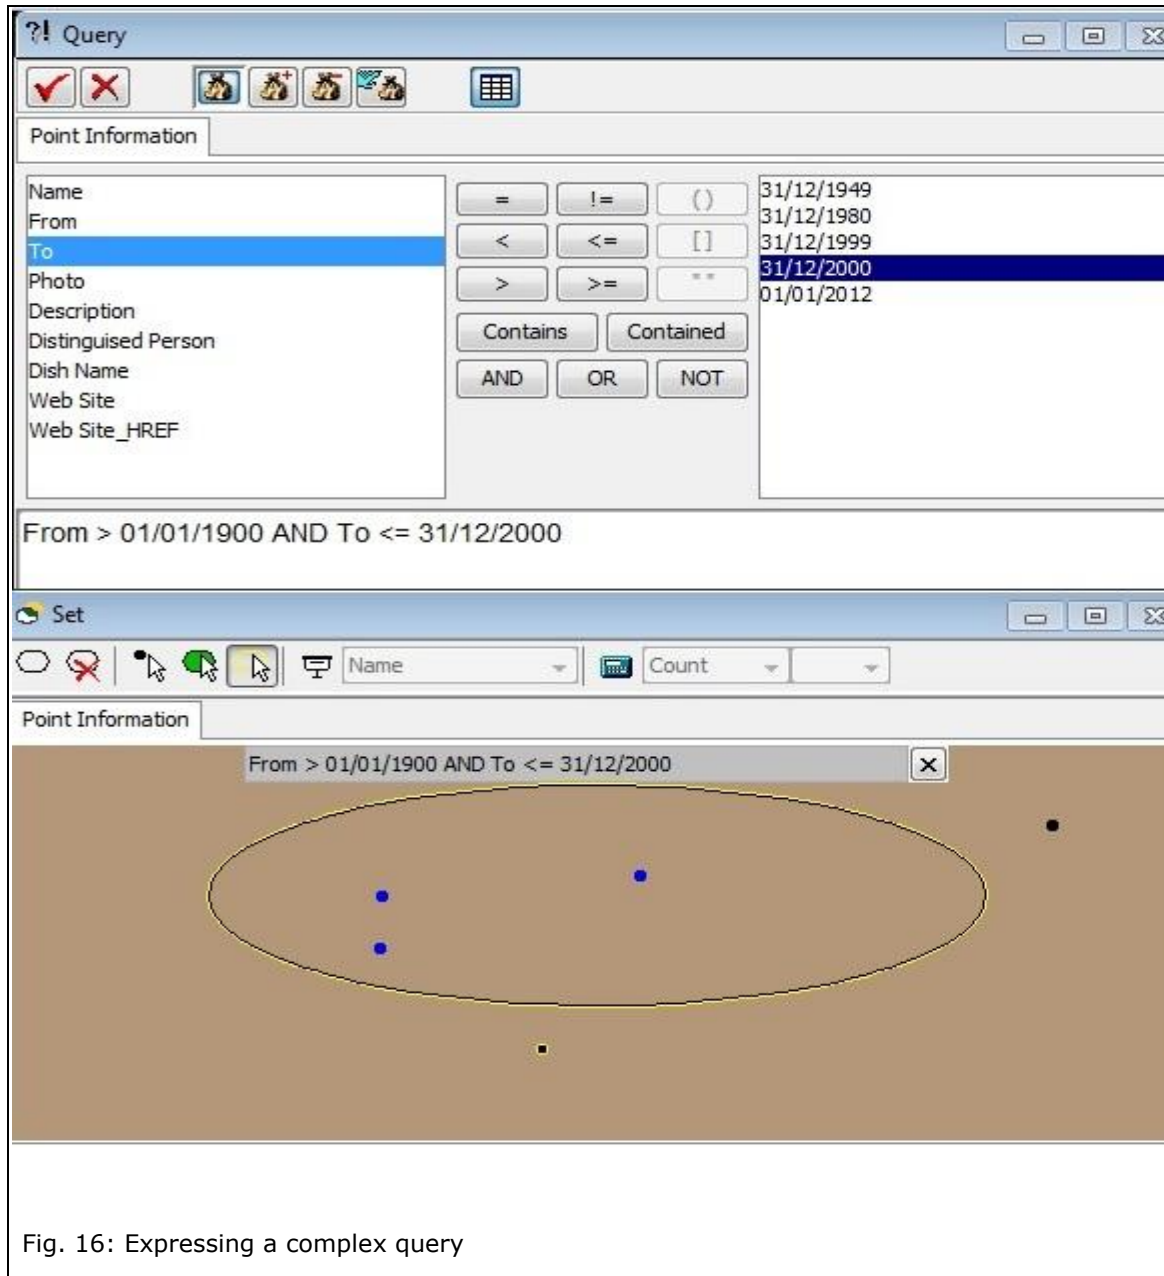 ?! Query
Point Information
Name
From
To
Photo
Description
Distinguised Person
Dish Name
Web Site
Web Site_HREF
= != ()
< <= []
> >= " "
Contains Contained
AND OR NOT
31/12/1949
31/12/1980
31/12/1999
31/12/2000
01/01/2012
From > 01/01/1900 AND To <= 31/12/2000
Set
Name Count
Point Information
From > 01/01/1900 AND To <= 31/12/2000
Fig. 16: Expressing a complex query